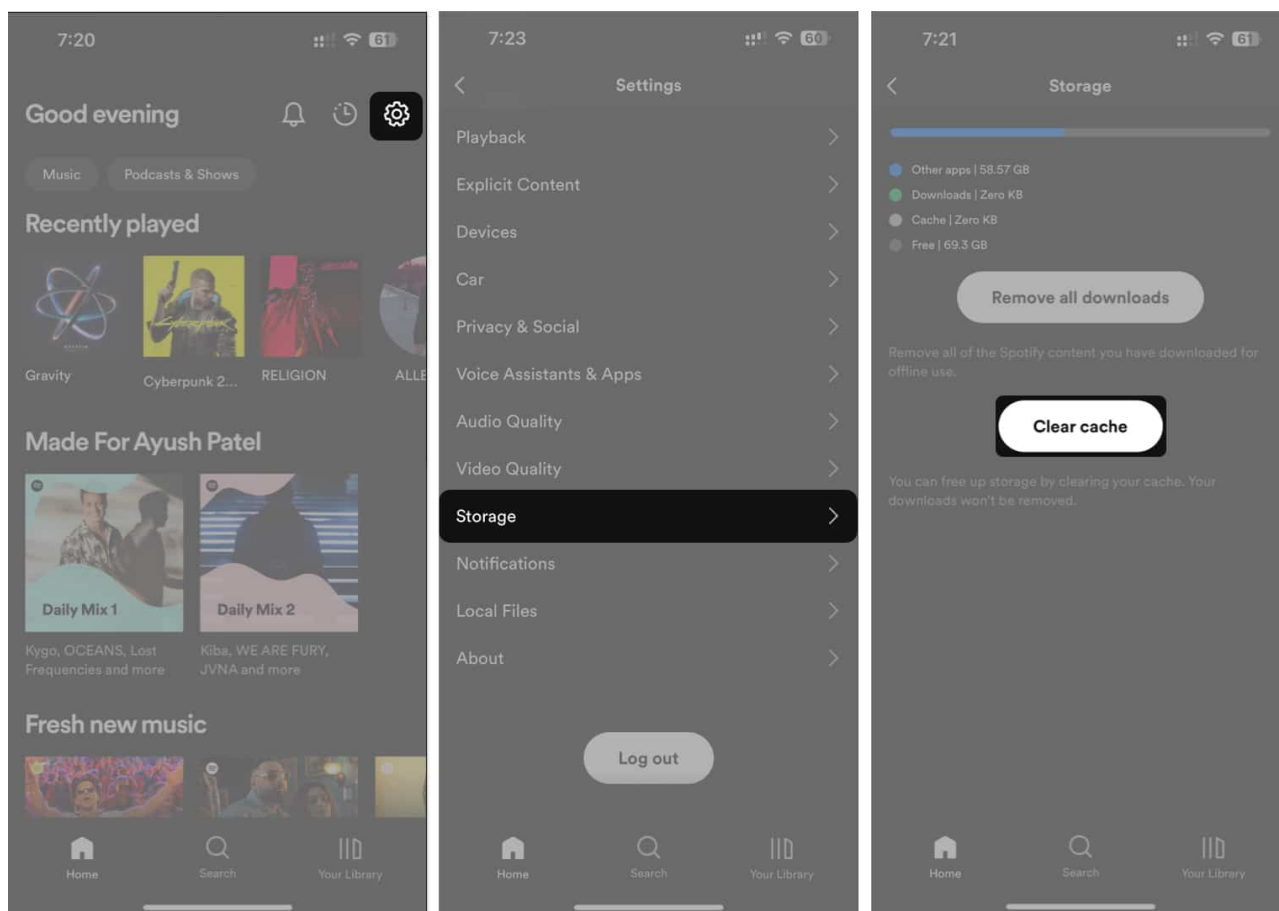 7:20
61
Good evening
Music
Podcasts & Shows
Recently played
Gravity
Cyberpunk 2...
RELIGION
ALLE
Made For Ayush Patel
Daily Mix 1
Daily Mix 2
Kygo, OCEANS, Lost
Frequencies and more
Kiba, WE ARE FURY,
JVNA and more
Fresh new music
Home
Search
Your Library
7:23
60
Settings
Playback
Explicit Content
Devices
Car
Privacy & Social
Voice Assistants & Apps
Audio Quality
Video Quality
Storage
Notifications
Local Files
About
Log out
Home
Search
Your Library
7:21
61
Storage
Other apps | 58.57 GB
Downloads | Zero KB
Cache | Zero KB
Free | 69.3 GB
Remove all downloads
Remove all of the Spotify content you have downloaded for
offline use.
Clear cache
You can free up storage by clearing your cache. Your
downloads won't be removed.
Home
Search
Your Library